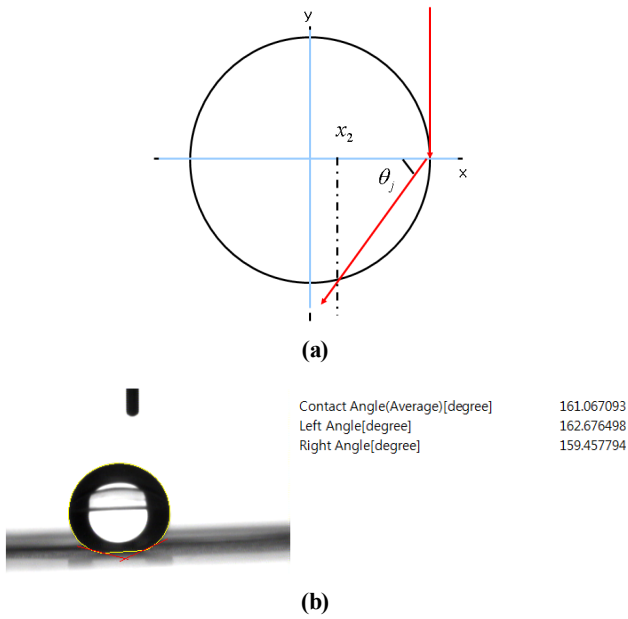 y
x₂
x
θⱼ
(a)
Contact Angle(Average)[degree] 161.067093
Left Angle[degree] 162.676498
Right Angle[degree] 159.457794
(b)